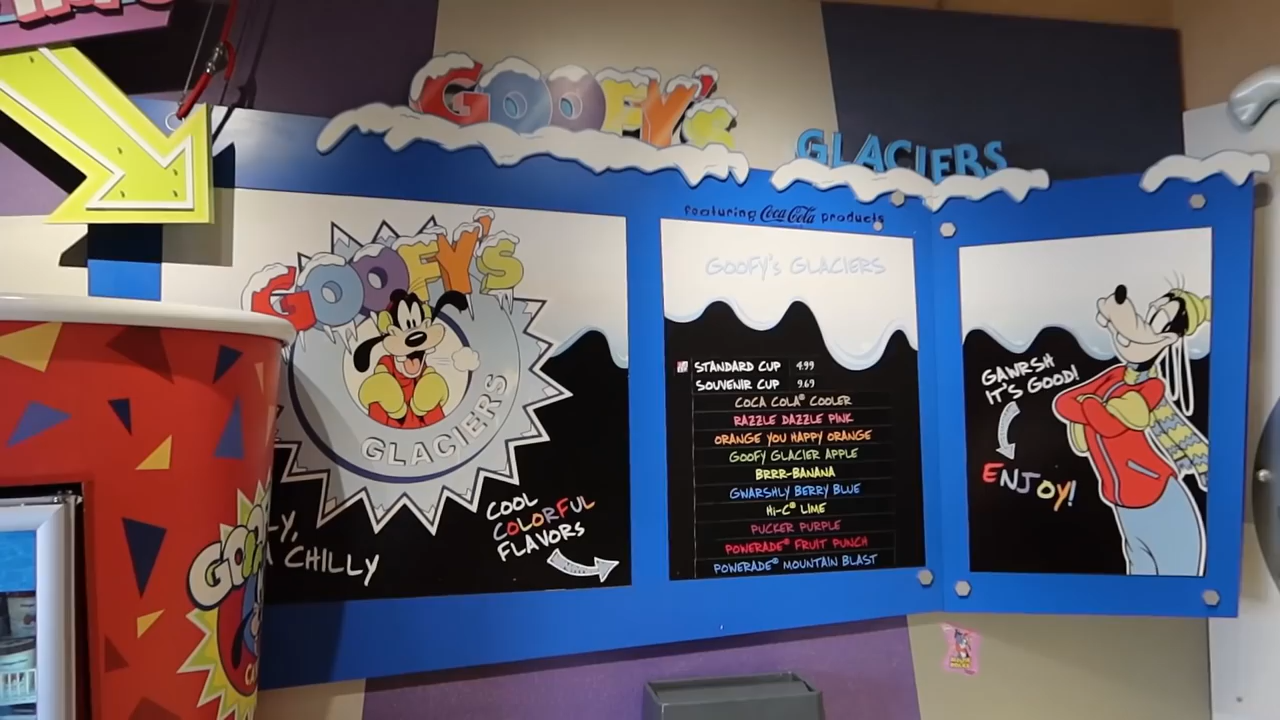 GOOFY's
GLACIERS
GOOFY'S
GLACIERS
CHILLY
COOL
COLORFUL
FLAVORS
featuring Coca-Cola products
GOOFY's GLACIERS
STANDARD CUP 4.99
SOUVENIR CUP 9.69
COCA COLA® COOLER
RAZZLE DAZZLE PINK
ORANGE YOU HAPPY ORANGE
GOOFY GLACIER APPLE
BRRR-BANANA
GNARSHLY BERRY BLUE
Hi-C® LIME
PUCKER PURPLE
POWERADE® FRUIT PUNCH
POWERADE® MOUNTAIN BLAST
GAWRSH
IT'S GOOD!
ENJOY!